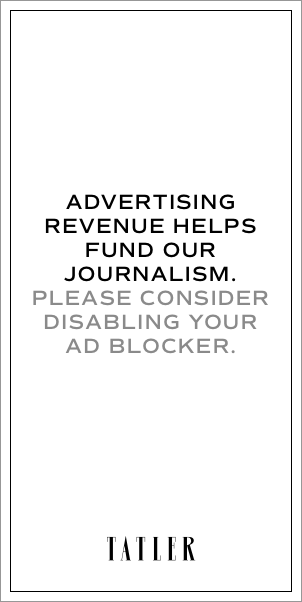 ADVERTISING
REVENUE HELPS
FUND OUR
JOURNALISM.
PLEASE CONSIDER
DISABLING YOUR
AD BLOCKER.
TATLER